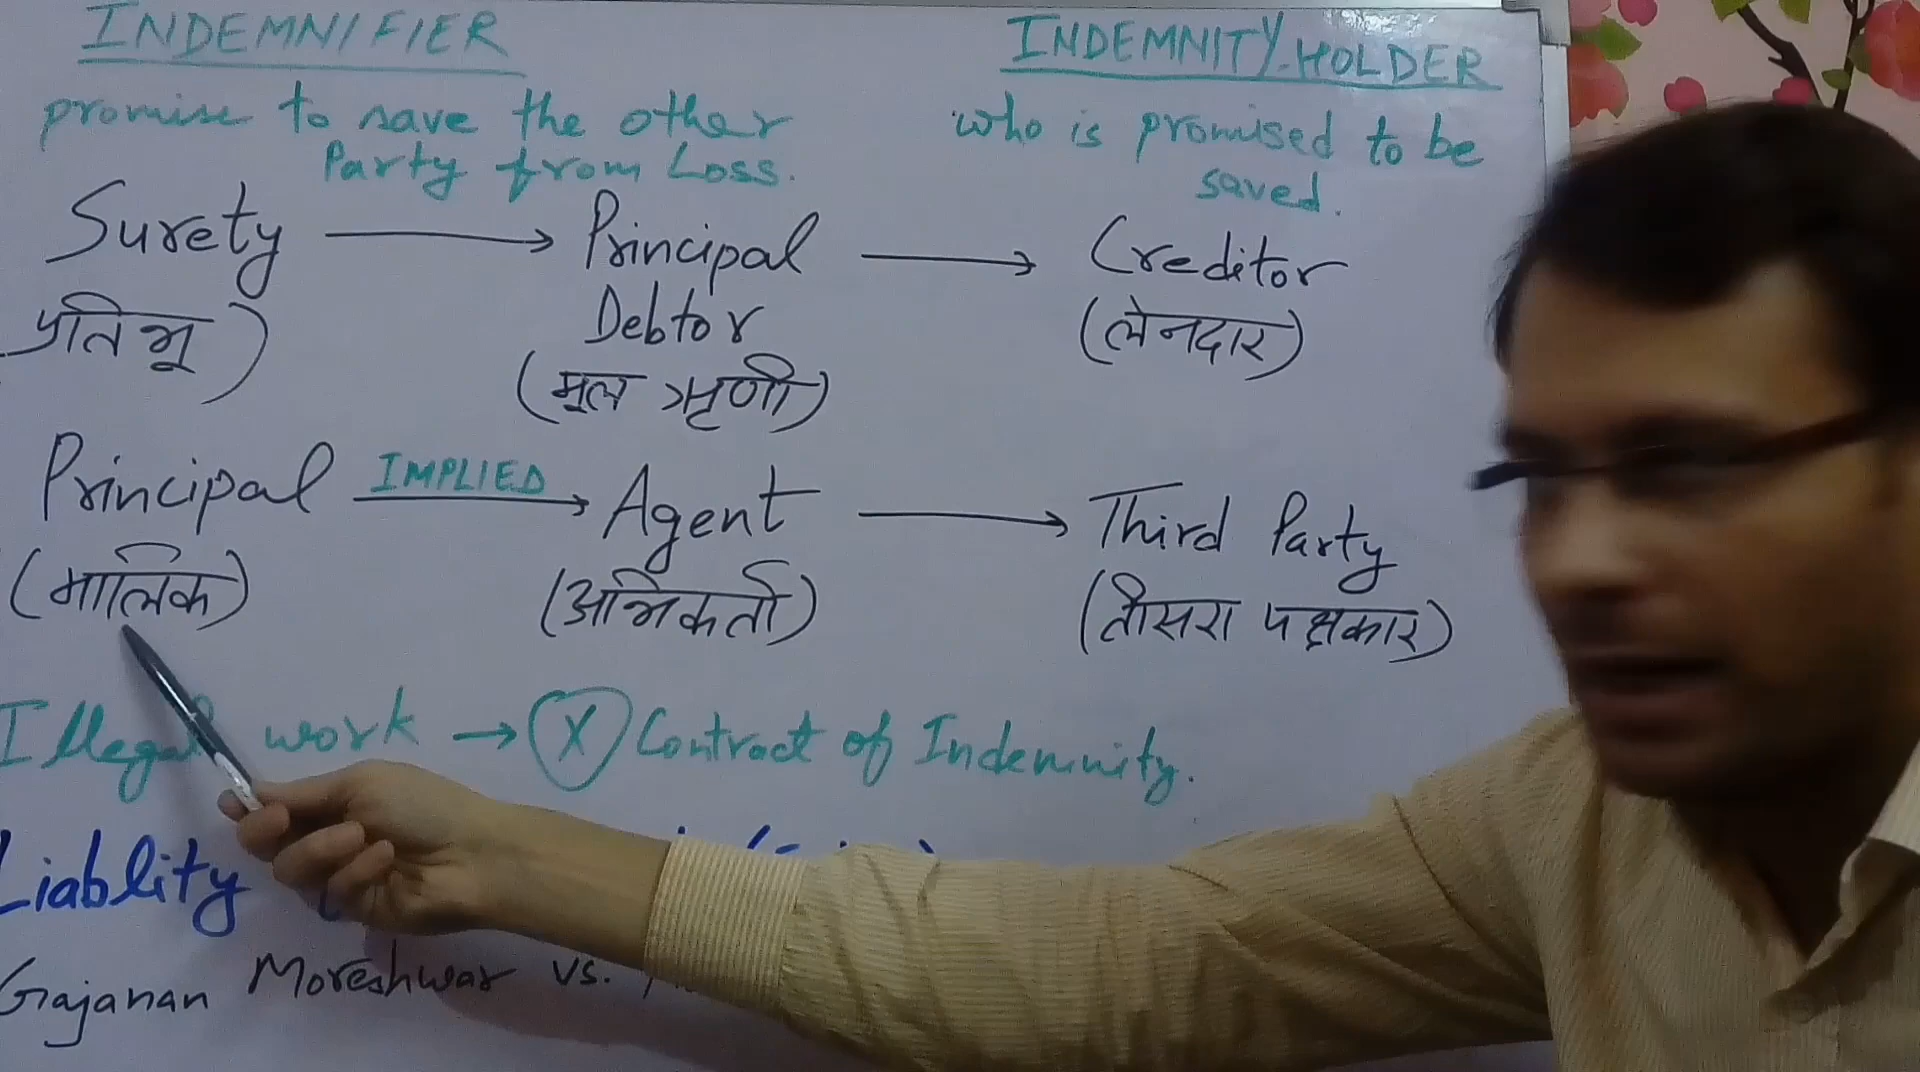 INDEMNIFIER
INDEMNITY-HOLDER
promise to save the other
Party from Loss.
who is promised to be
saved.
Surety → Principal → Creditor
Debtor
प्रतिभू)
(मूल ऋणी)
(लेनदार)
Principal IMPLIED → Agent → Third Party
(मालिक)
(अभिकर्ता)
(तीसरा पक्षकार)
Illegal work → X Contract of Indemnity.
Liablity
Gajanan Moreshwar vs.